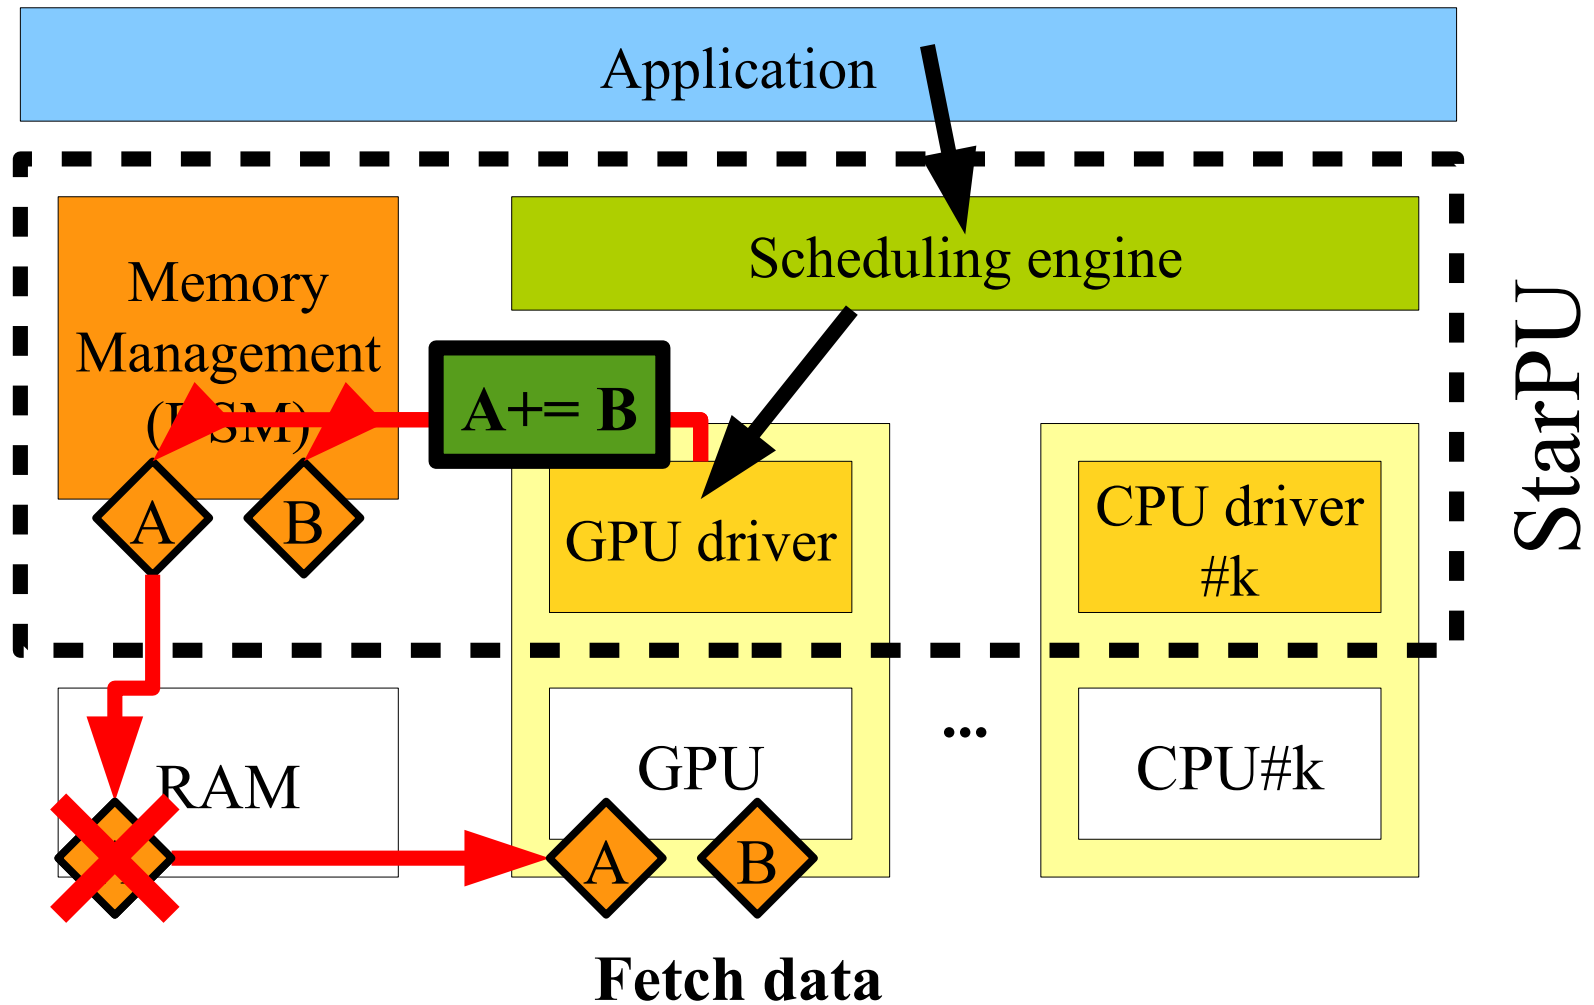 Application
Scheduling engine
Memory
Management
A+= B
A
B
GPU driver
CPU driver
#k
StarPU
RAM
GPU
...
CPU#k
A
B
Fetch data